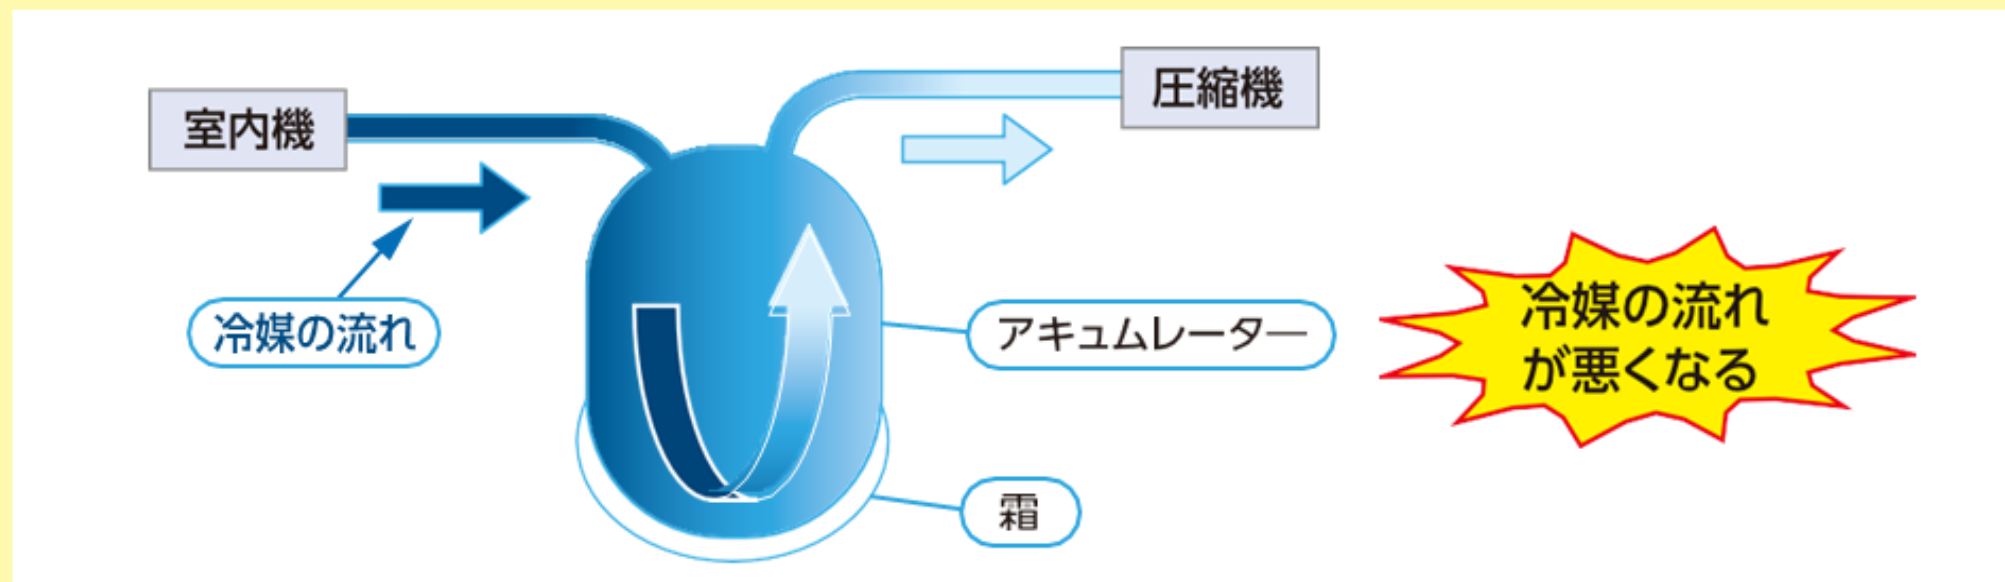 室内機
圧縮機
冷媒の流れ
アキュムレーター
冷媒の流れ
が悪くなる
霜